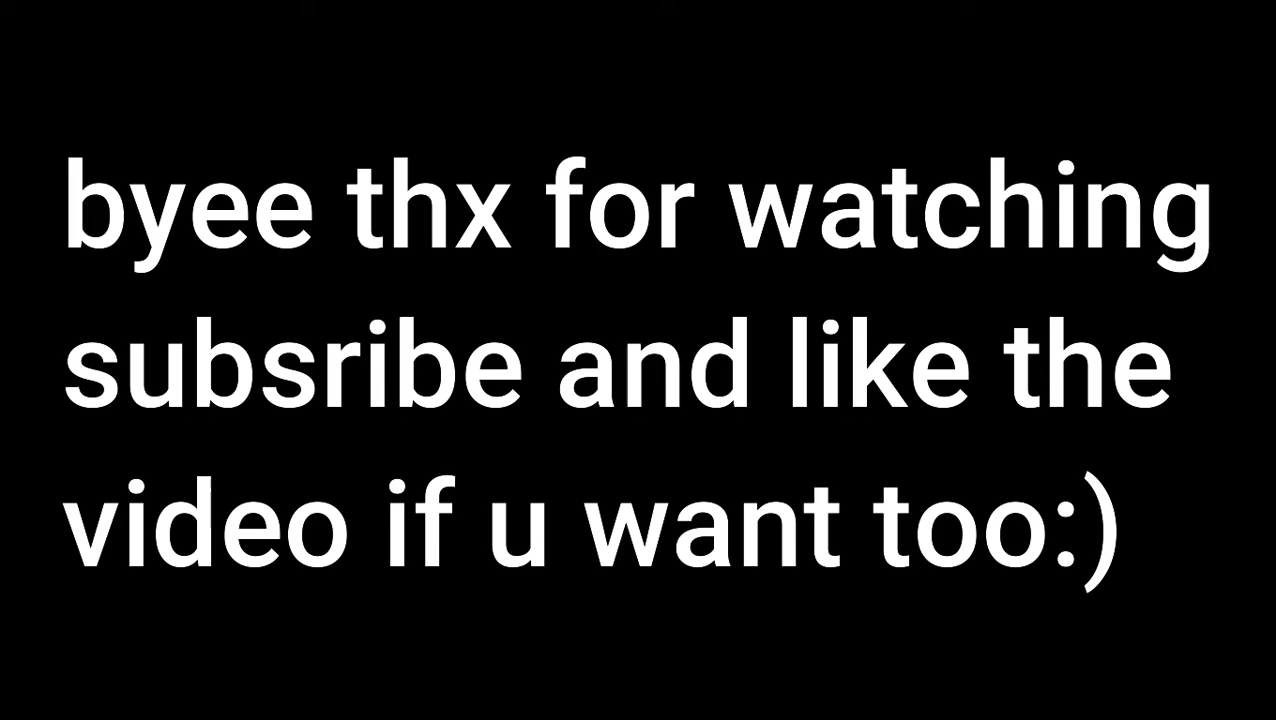 byee thx for watching
subsribe and like the
video if u want too:)